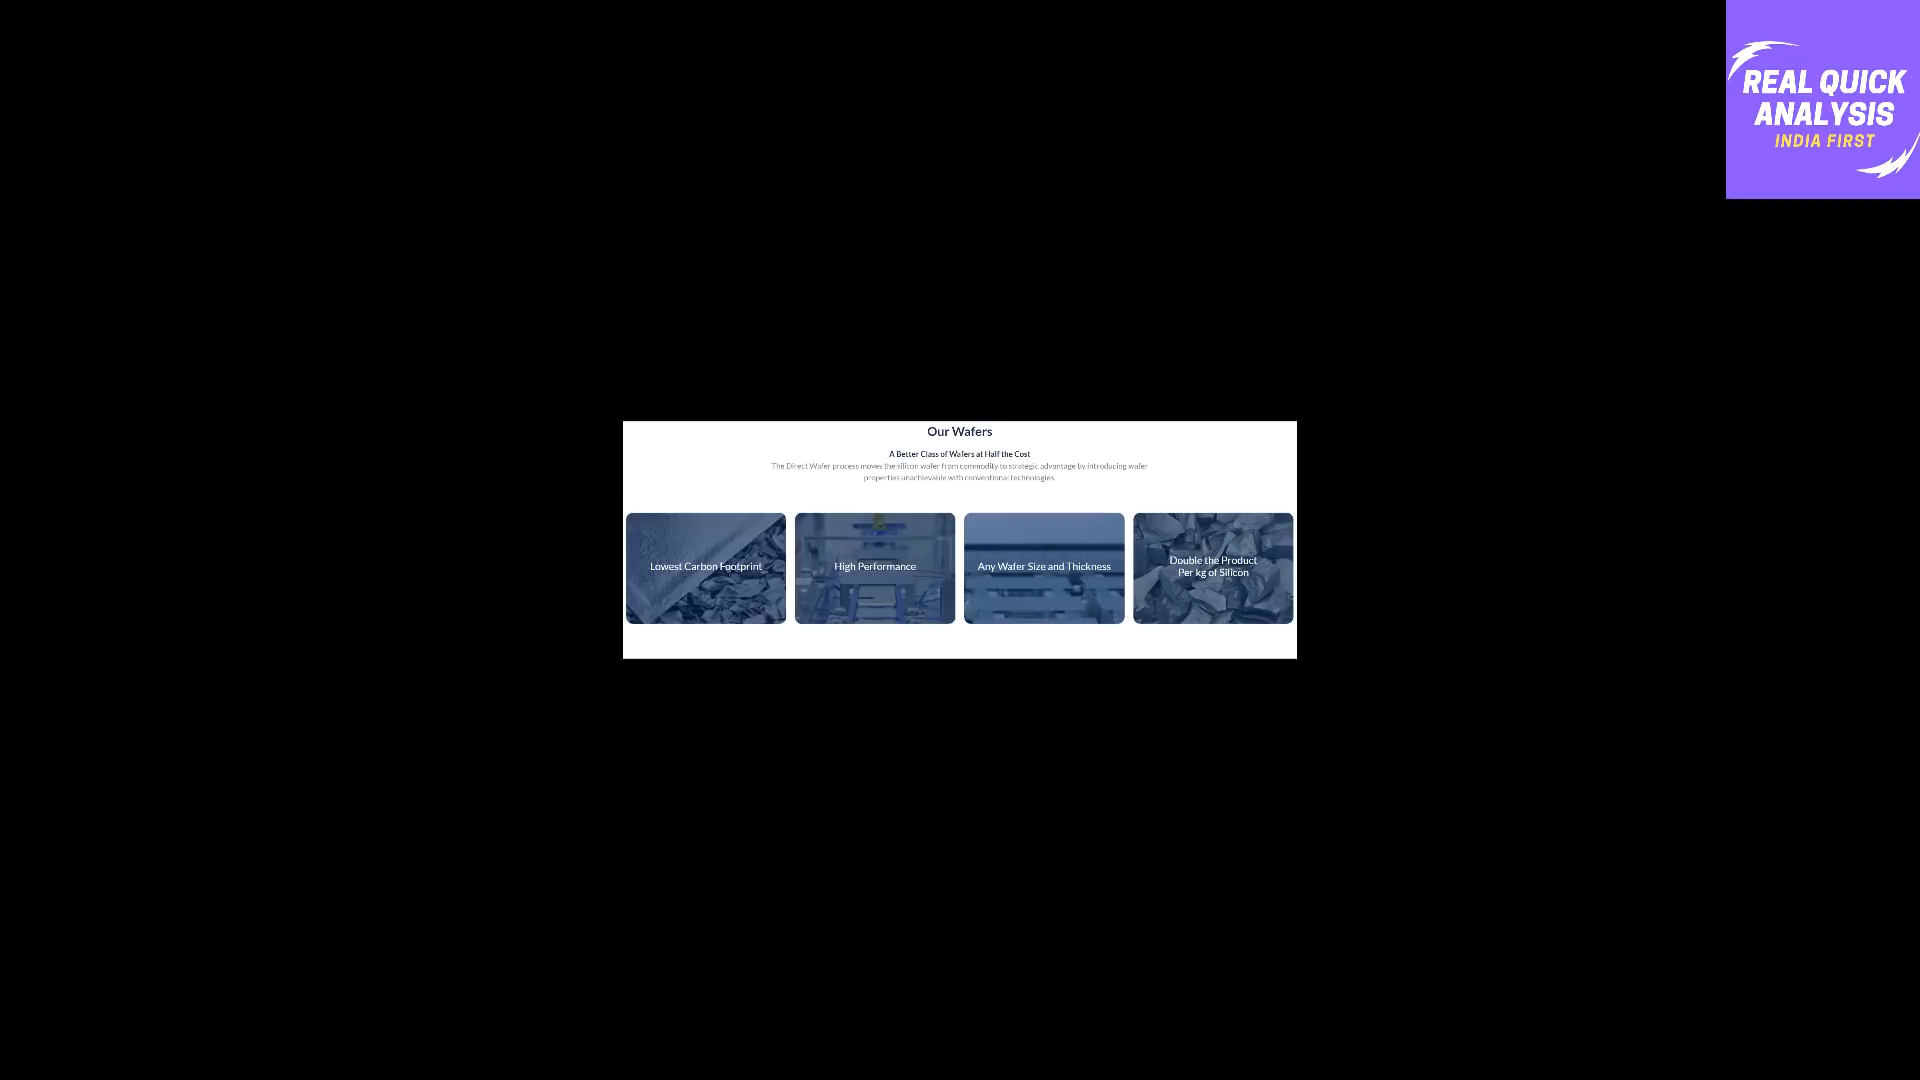 REAL QUICK
ANALYSIS
INDIA FIRST
Our Wafers
A Better Class of Wafers at Half the Cost
The Direct Wafer process moves the silicon wafer from commodity to strategic advantage by introducing wafer
properties unachievable with conventional technologies.
Lowest Carbon Footprint
High Performance
Any Wafer Size and Thickness
Double the Product
Per kg of Silicon